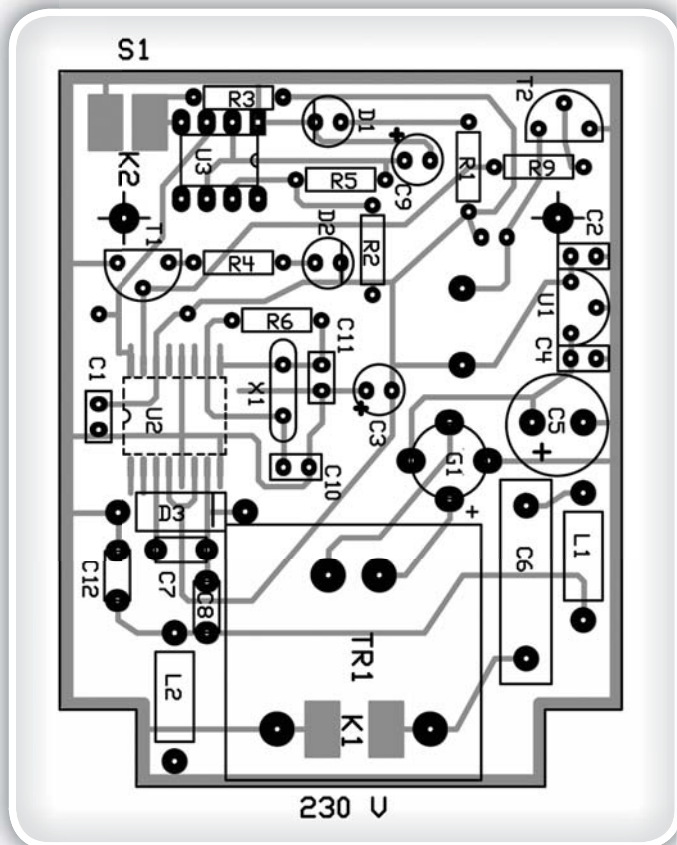 S1
R3
D1
T2
+
K2
U3
R5
C9
R1
R9
T1
D2
R2
C2
R4
U1
R6
C11
C4
C1
U2
X1
+
C3
C5
+
G1
C10
D3
+
C6
L1
C12
C7
C8
TR1
L2
K1
230 V